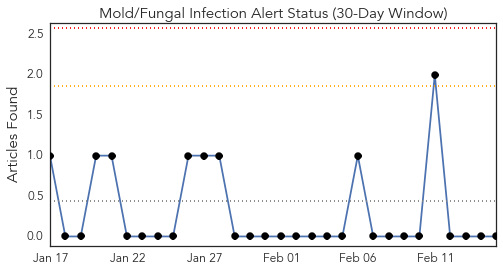 Mold/Fungal Infection Alert Status (30-Day Window)
2.5
2.0
1.5
1.0
0.5
0.0
Articles Found
Jan 17 Jan 22 Jan 27 Feb 01 Feb 06 Feb 11